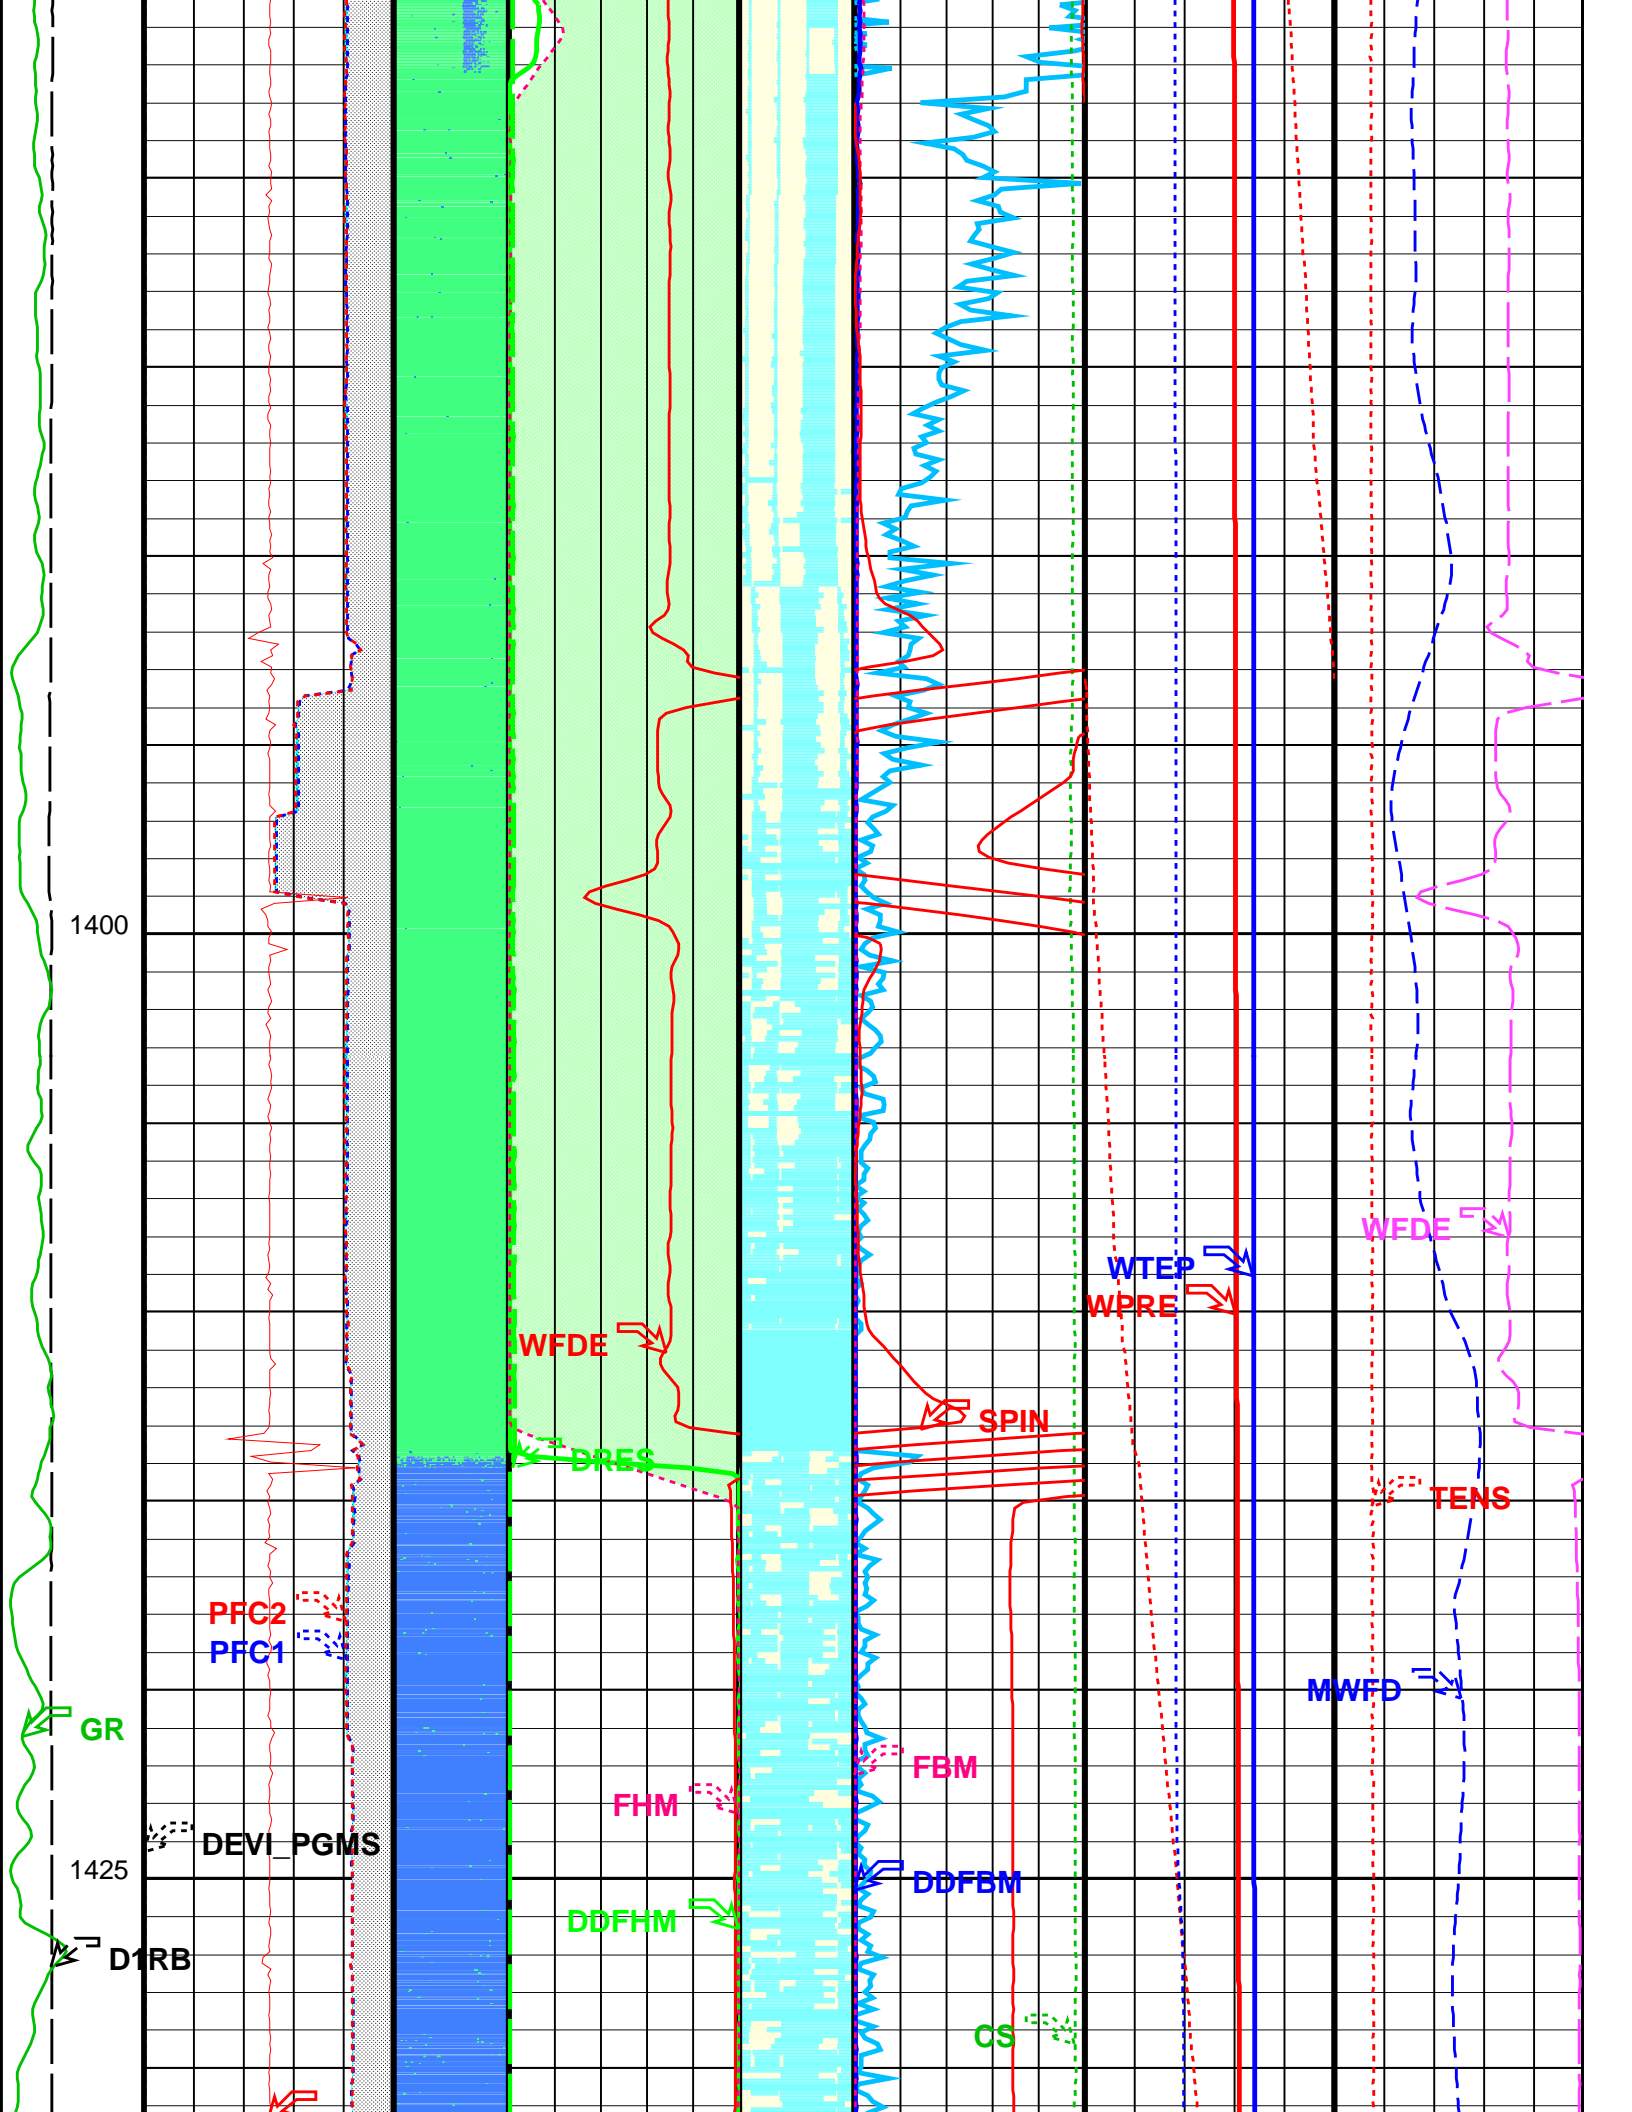 1400
WFDE
WTEP
WPRE
WFDE
SPIN
DRES
TENS
PFC2
PFC1
MWFD
GR
FBM
FHM
DEVI_PGMS
1425
DDFBM
DDFHM
D1RB
CS